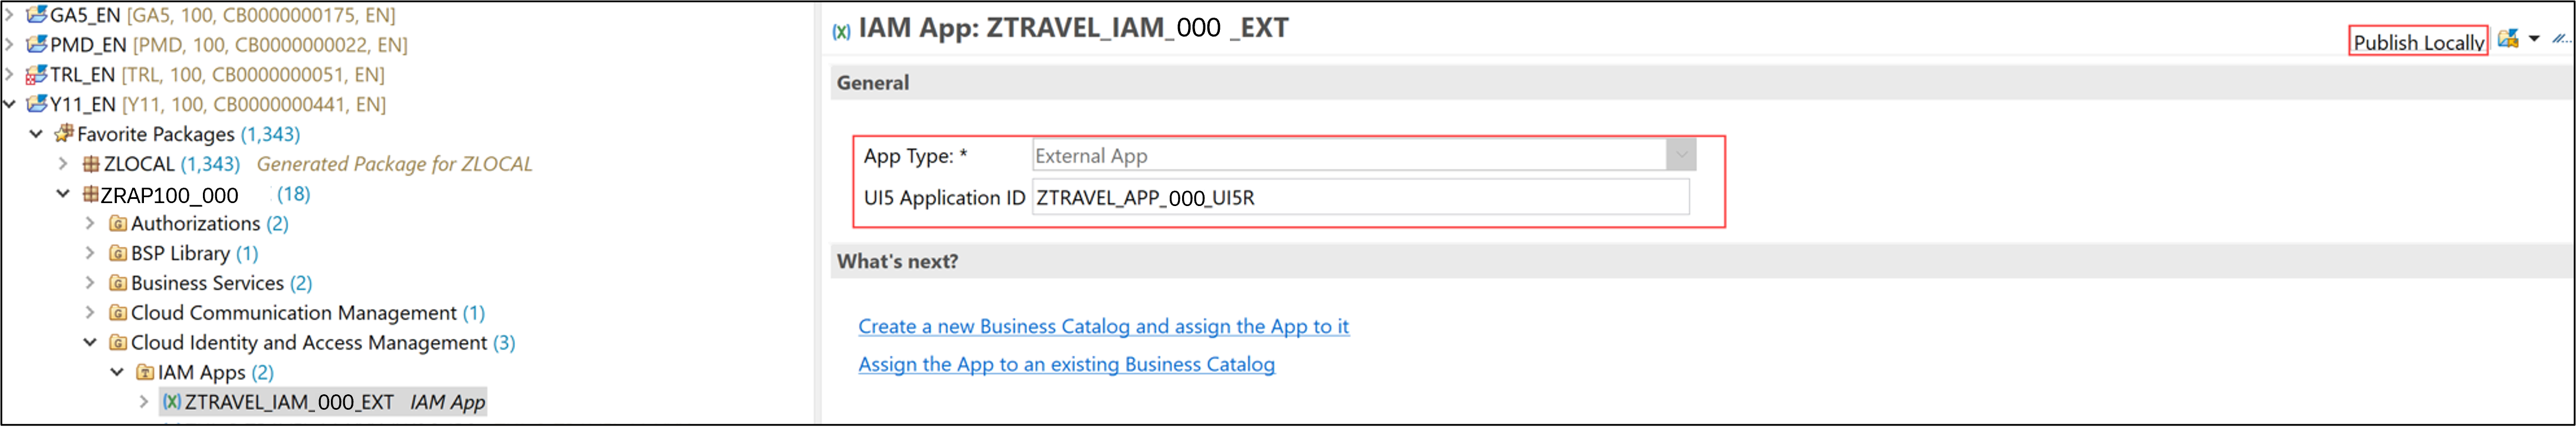 GA5_EN [GA5, 100, CB0000000175, EN]
PMD_EN [PMD, 100, CB0000000022, EN]
TRL_EN [TRL, 100, CB0000000051, EN]
Y11_EN [Y11, 100, CB0000000441, EN]
Favorite Packages (1,343)
ZLOCAL (1,343) Generated Package for ZLOCAL
ZRAP100_000 (18)
Authorizations (2)
BSP Library (1)
Business Services (2)
Cloud Communication Management (1)
Cloud Identity and Access Management (3)
IAM Apps (2)
ZTRAVEL_IAM_000_EXT IAM App
IAM App: ZTRAVEL_IAM_000 _EXT
Publish Locally
General
App Type: * External App
UI5 Application ID ZTRAVEL_APP_000_UI5R
What's next?
Create a new Business Catalog and assign the App to it
Assign the App to an existing Business Catalog